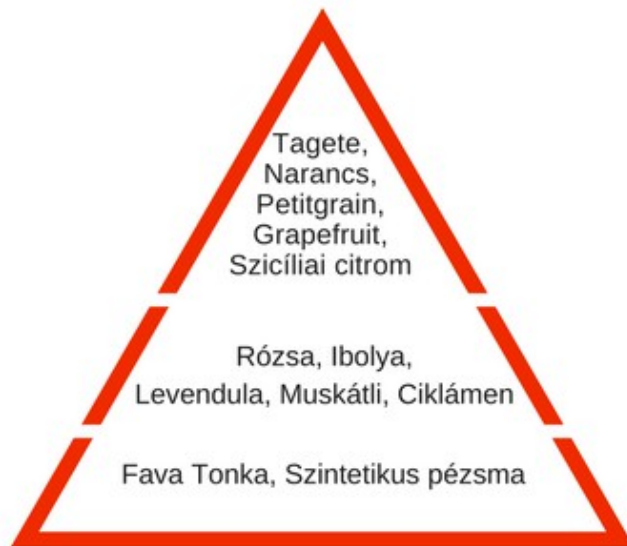 Tagete,
Narancs,
Petitgrain,
Grapefruit,
Szicíliai citrom
Rózsa, Ibolya,
Levendula, Muskátli, Ciklámen
Fava Tonka, Szintetikus pézsma